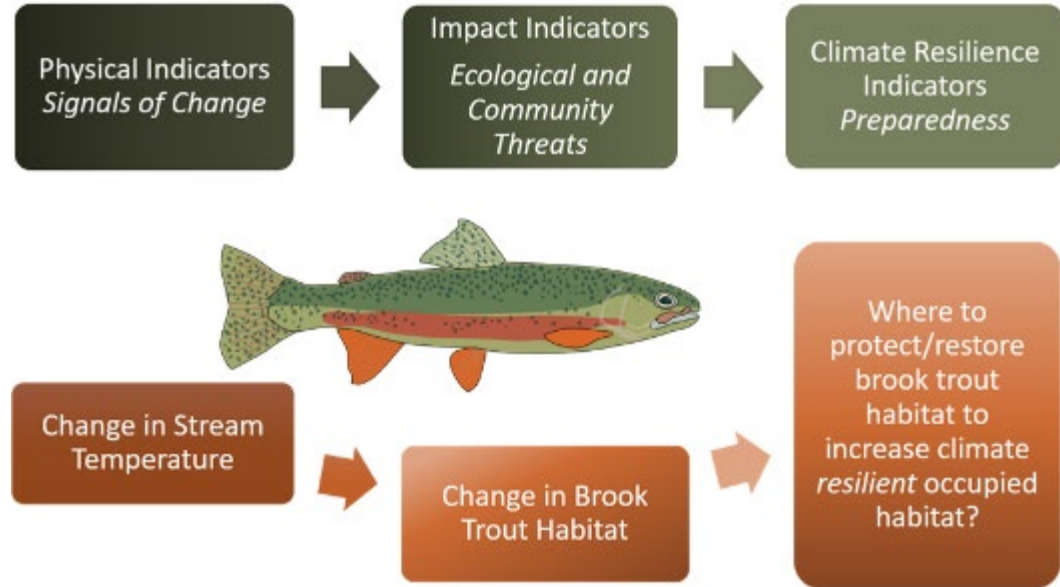 Physical Indicators
Signals of Change
Impact Indicators
Ecological and
Community
Threats
Climate Resilience
Indicators
Preparedness
Change in Stream
Temperature
Change in Brook
Trout Habitat
Where to
protect/restore
brook trout
habitat to
increase climate
resilient occupied
habitat?